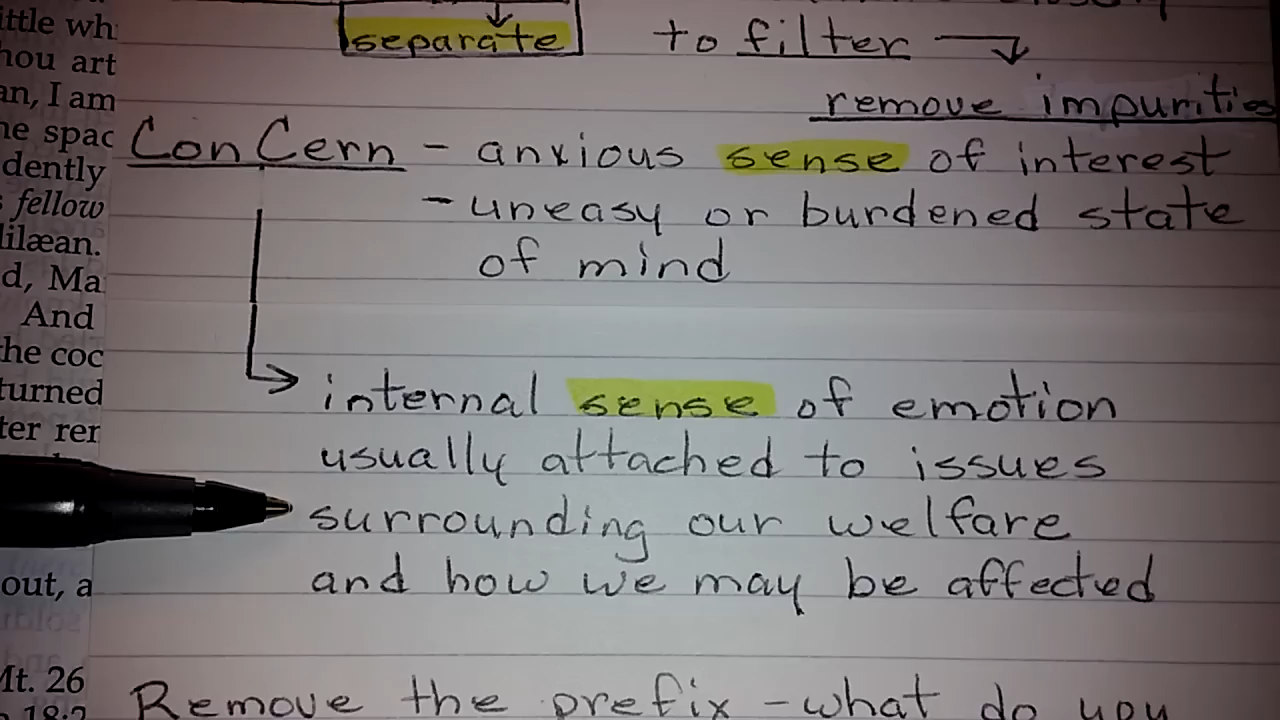 separate to filter
remove impurities
ConCern - anxious sense of interest
- uneasy or burdened state
of mind
internal sense of emotion
usually attached to issues
surrounding our welfare
and how we may be affected
Remove the prefix - what do you
ittle wh
hou art
an, I am
he spac
dently
fellow
lilæan.
d, Ma
And
he coc
turned
ter rer
out, a
Mt. 26
18:2